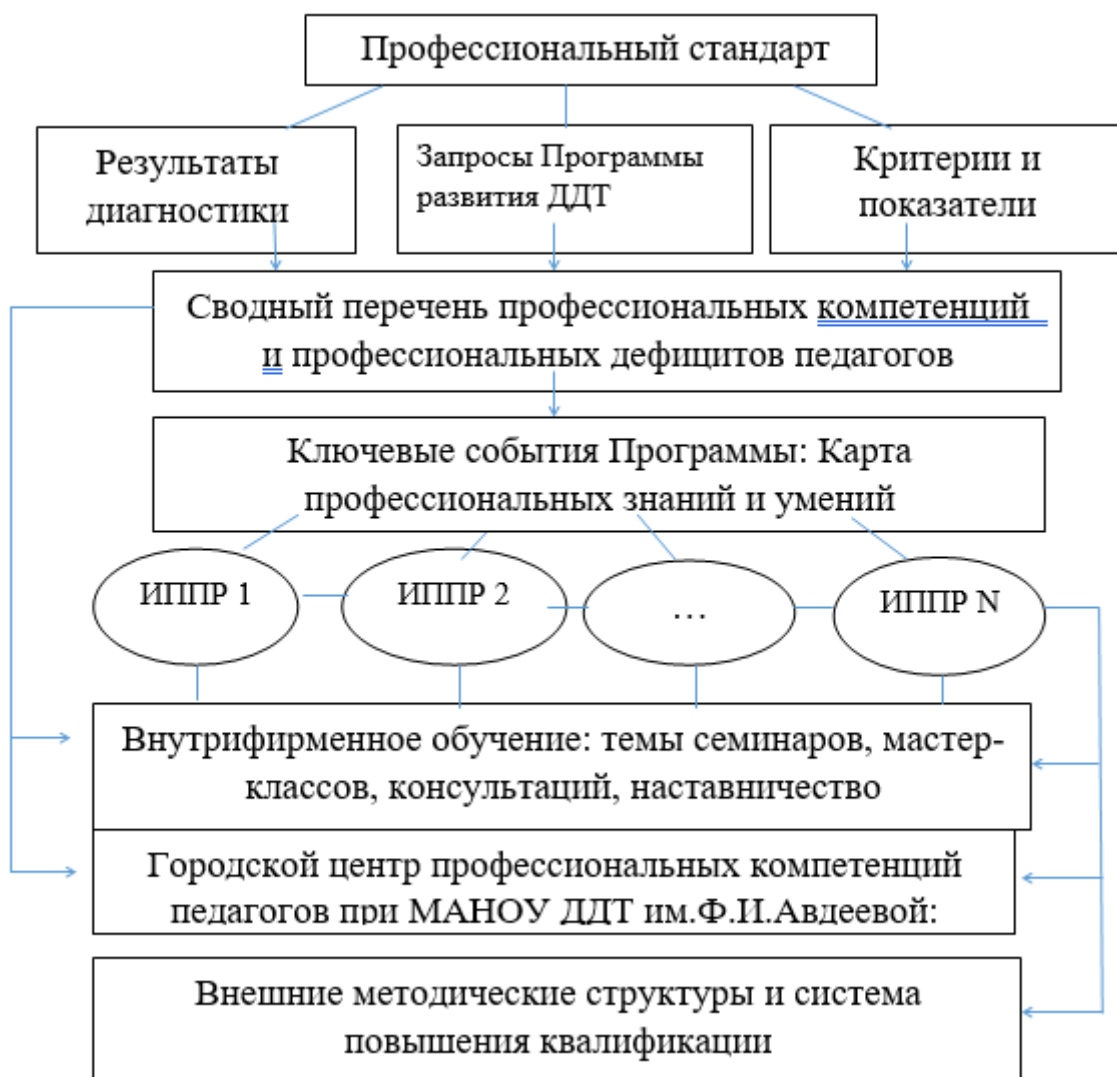 Профессиональный стандарт
Результаты
диагностики
Запросы Программы
развития ДДТ
Критерии и
показатели
Сводный перечень профессиональных компетенций
и профессиональных дефицитов педагогов
Ключевые события Программы: Карта
профессиональных знаний и умений
ИППР 1
ИППР 2
...
ИППР N
Внутрифирменное обучение: темы семинаров, мастер-
классов, консультаций, наставничество
Городской центр профессиональных компетенций
педагогов при МАНОУ ДДТ им.Ф.И.Авдеевой:
Внешние методические структуры и система
повышения квалификации